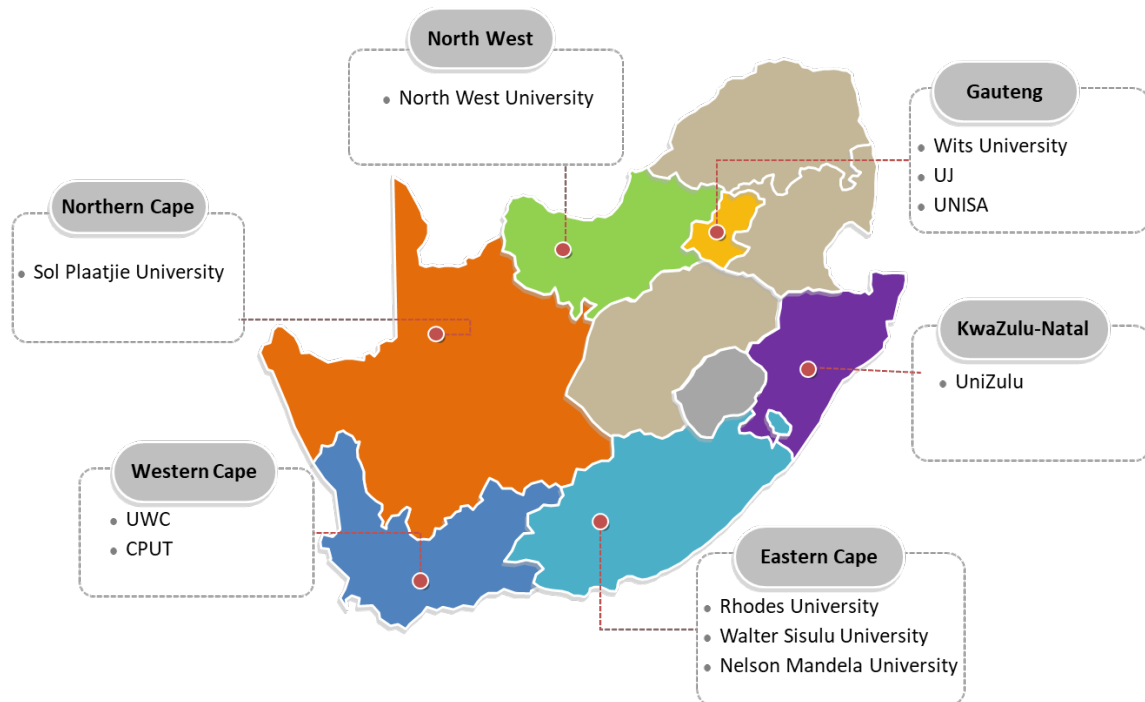 North West
• North West University
Gauteng
• Wits University
• UJ
• UNISA
Northern Cape
• Sol Plaatjie University
KwaZulu-Natal
• UniZulu
Western Cape
• UWC
• CPUT
Eastern Cape
• Rhodes University
• Walter Sisulu University
• Nelson Mandela University